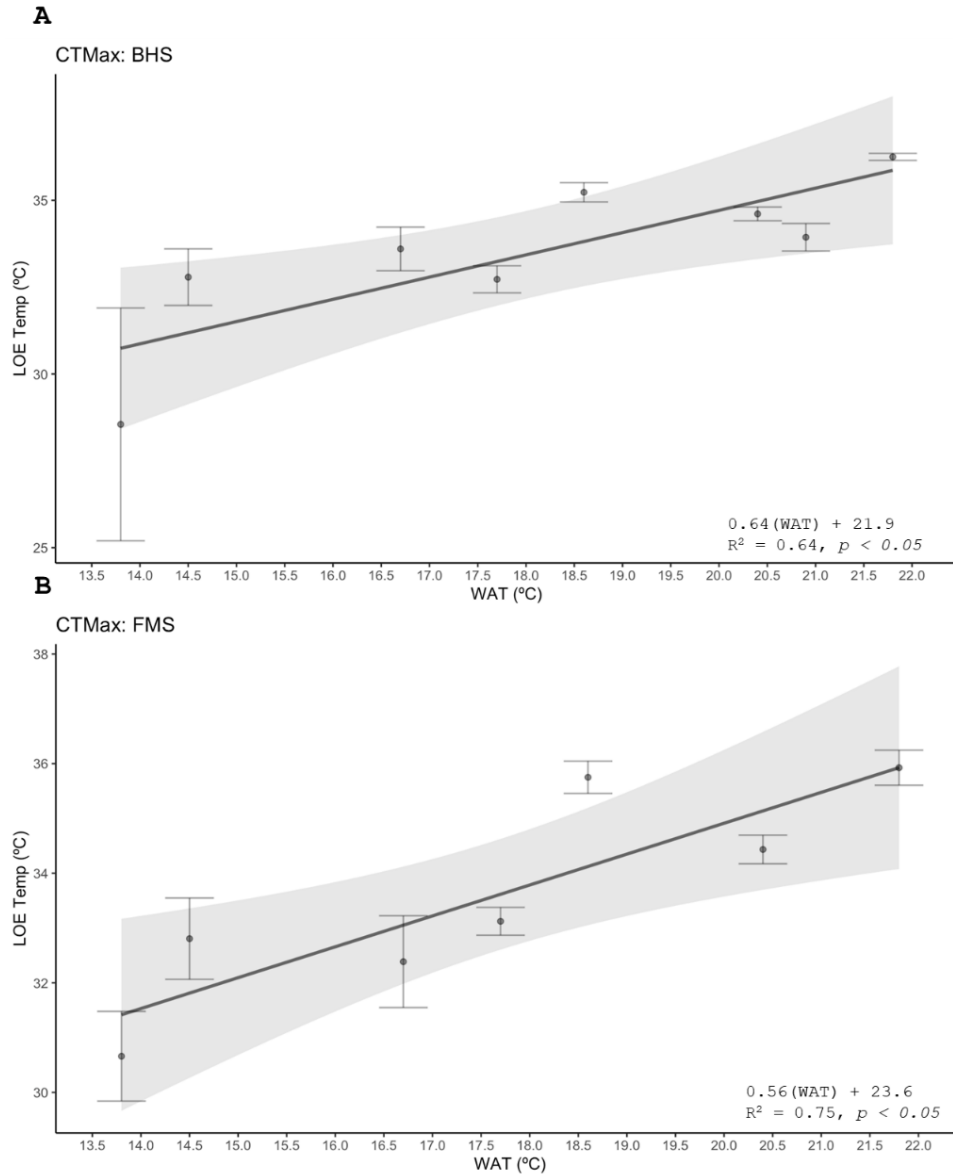 A
CTMax: BHS
LOE Temp (ºC)
35
30
25
0.64(WAT) + 21.9
R² = 0.64, p < 0.05
13.5 14.0 14.5 15.0 15.5 16.0 16.5 17.0 17.5 18.0 18.5 19.0 19.5 20.0 20.5 21.0 21.5 22.0
WAT (ºC)
B
CTMax: FMS
LOE Temp (ºC)
38
36
34
32
30
0.56(WAT) + 23.6
R² = 0.75, p < 0.05
13.5 14.0 14.5 15.0 15.5 16.0 16.5 17.0 17.5 18.0 18.5 19.0 19.5 20.0 20.5 21.0 21.5 22.0
WAT (ºC)